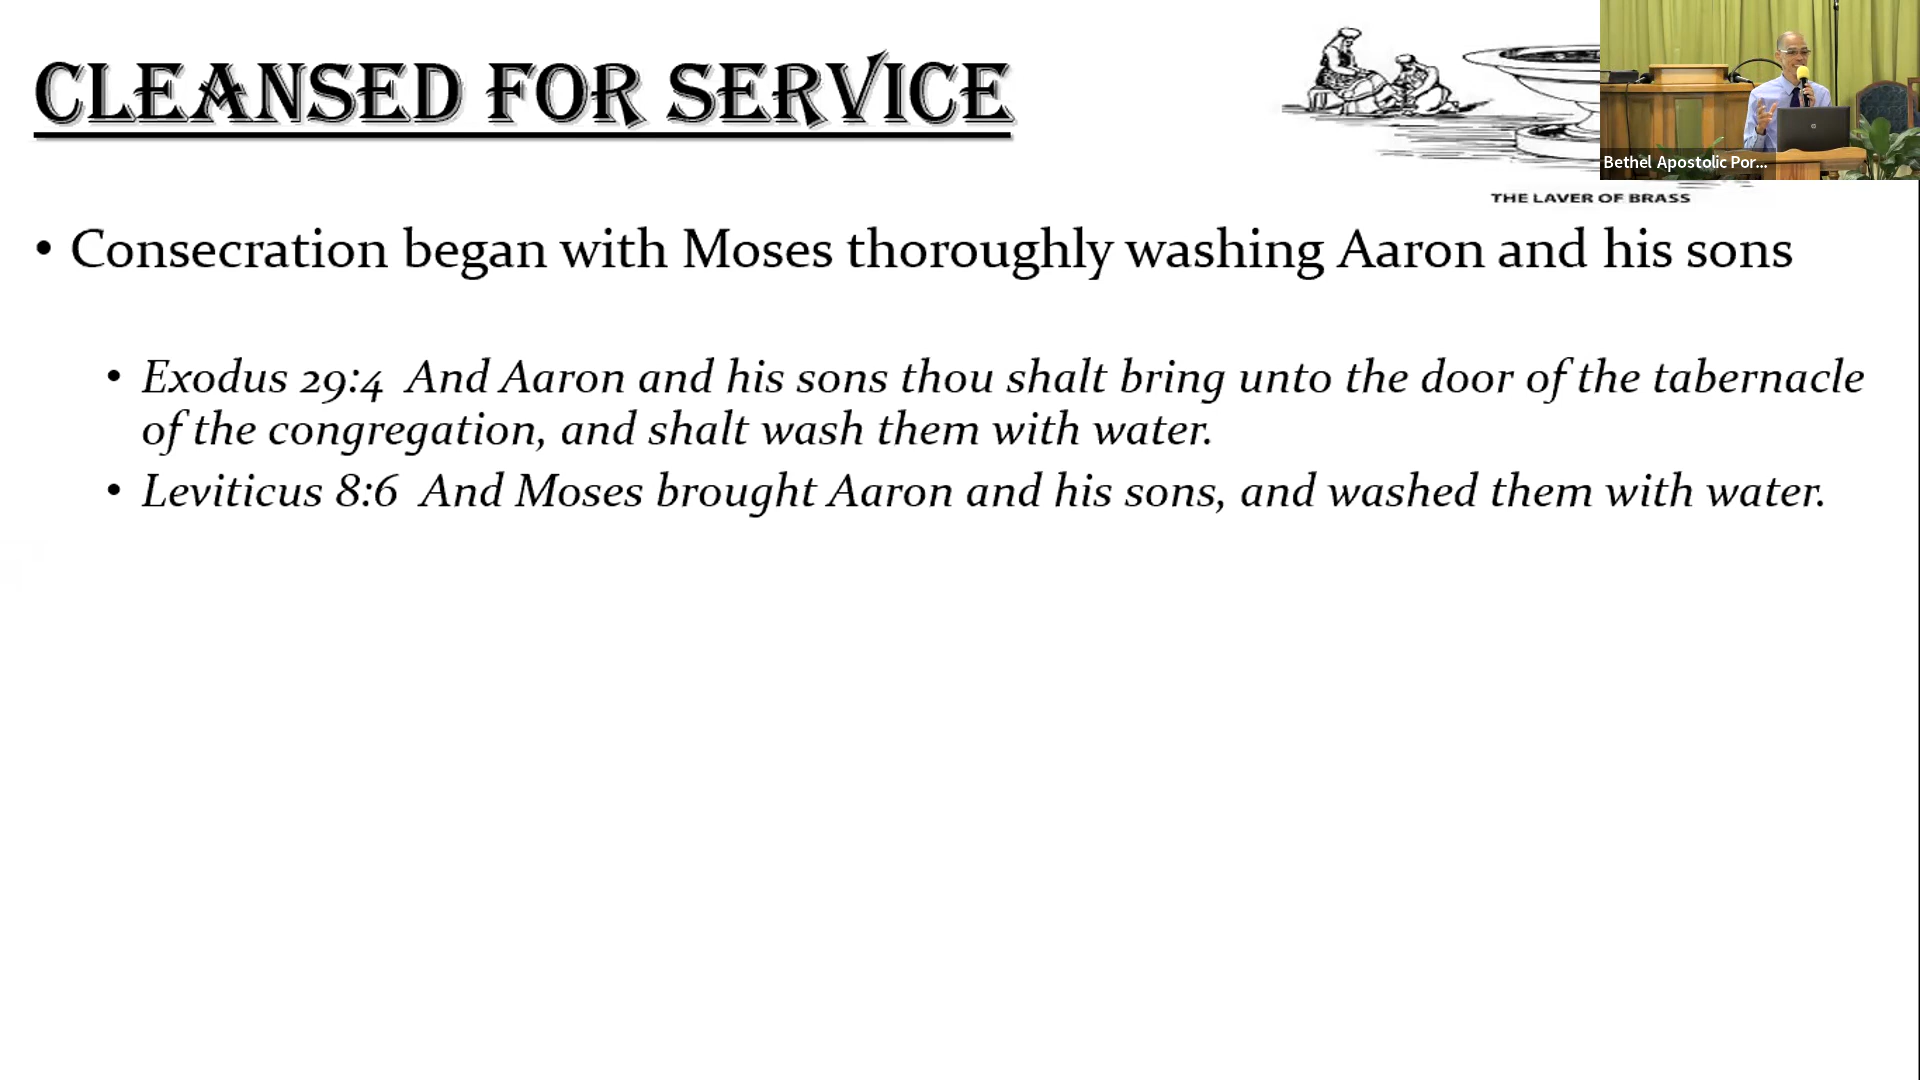 CLEANSED FOR SERVICE
Bethel Apostolic Por...
THE LAVER OF BRASS
• Consecration began with Moses thoroughly washing Aaron and his sons
• Exodus 29:4 And Aaron and his sons thou shalt bring unto the door of the tabernacle
of the congregation, and shalt wash them with water.
• Leviticus 8:6 And Moses brought Aaron and his sons, and washed them with water.